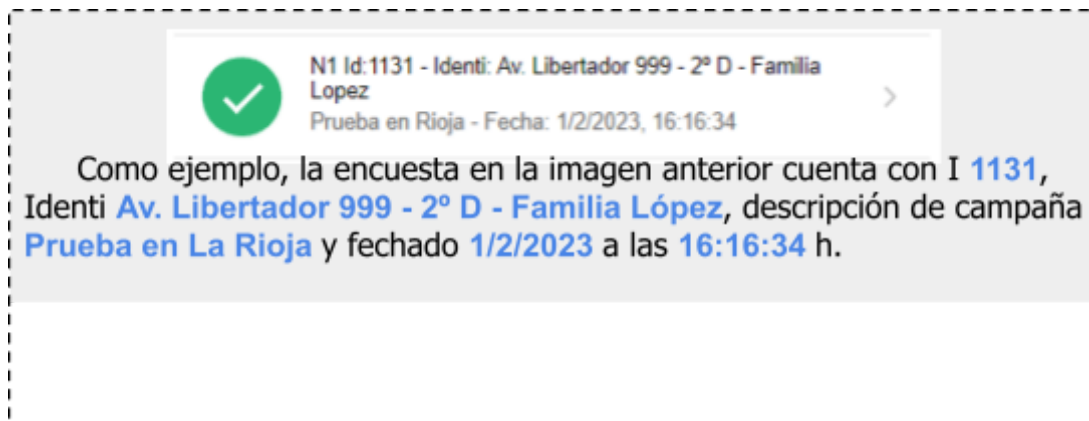 N1 Id:1131 - Identi: Av. Libertador 999 - 2º D - Familia
Lopez
Prueba en Rioja - Fecha: 1/2/2023, 16:16:34
Como ejemplo, la encuesta en la imagen anterior cuenta con I 1131,
Identi Av. Libertador 999 - 2º D - Familia López, descripción de campaña
Prueba en La Rioja y fechado 1/2/2023 a las 16:16:34 h.